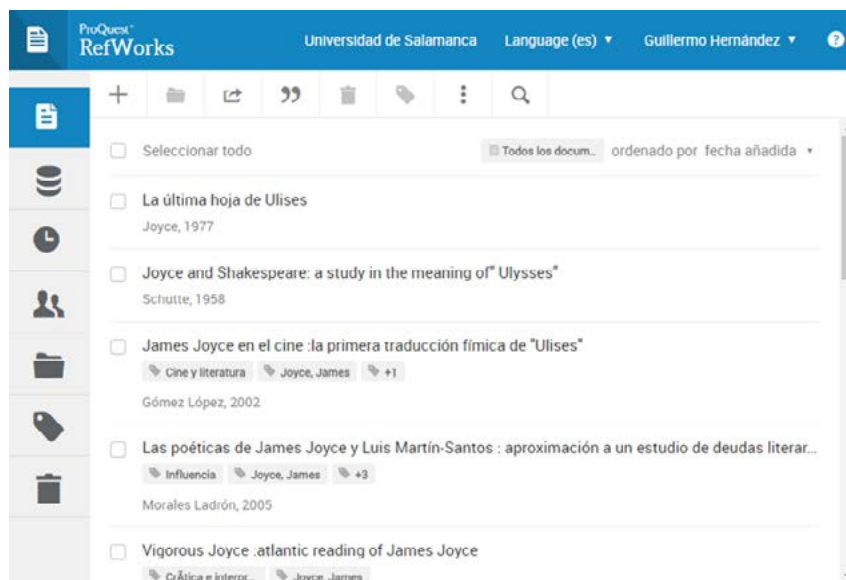 ProQuest
RefWorks
Universidad de Salamanca Language (es) Guillermo Hernández ?
Seleccionar todo Todos los docum... ordenado por fecha añadida
La última hoja de Ulises
Joyce, 1977
Joyce and Shakespeare: a study in the meaning of" Ulysses"
Schutte, 1958
James Joyce en el cine :la primera traducción fímica de "Ulises"
Cine y literatura Joyce, James +1
Gómez López, 2002
Las poéticas de James Joyce y Luis Martín-Santos : aproximación a un estudio de deudas literar...
Influencia Joyce, James +3
Morales Ladrón, 2005
Vigorous Joyce :atlantic reading of James Joyce
CrÃtica e interpr... Joyce, James